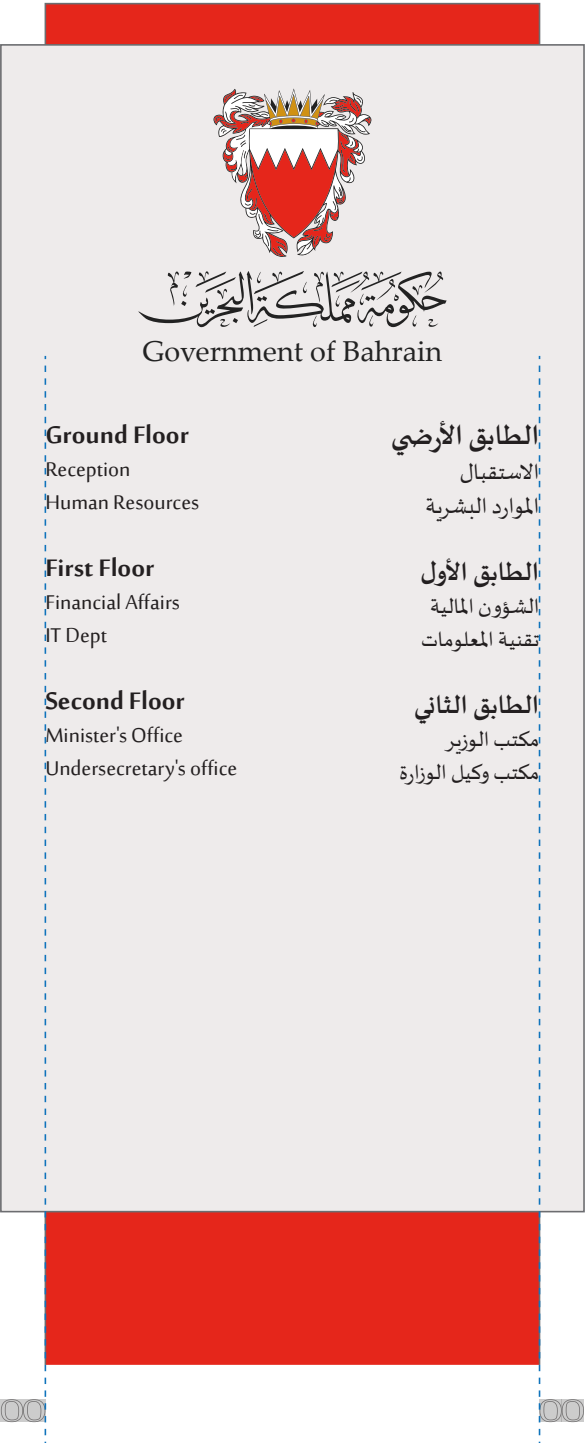 حكومة مملكة البحرين
Government of Bahrain
Ground Floor الطابق الأرضي
Reception الاستقبال
Human Resources الموارد البشرية
First Floor الطابق الأول
Financial Affairs الشؤون المالية
IT Dept تقنية المعلومات
Second Floor الطابق الثاني
Minister's Office مكتب الوزير
Undersecretary's office مكتب وكيل الوزارة